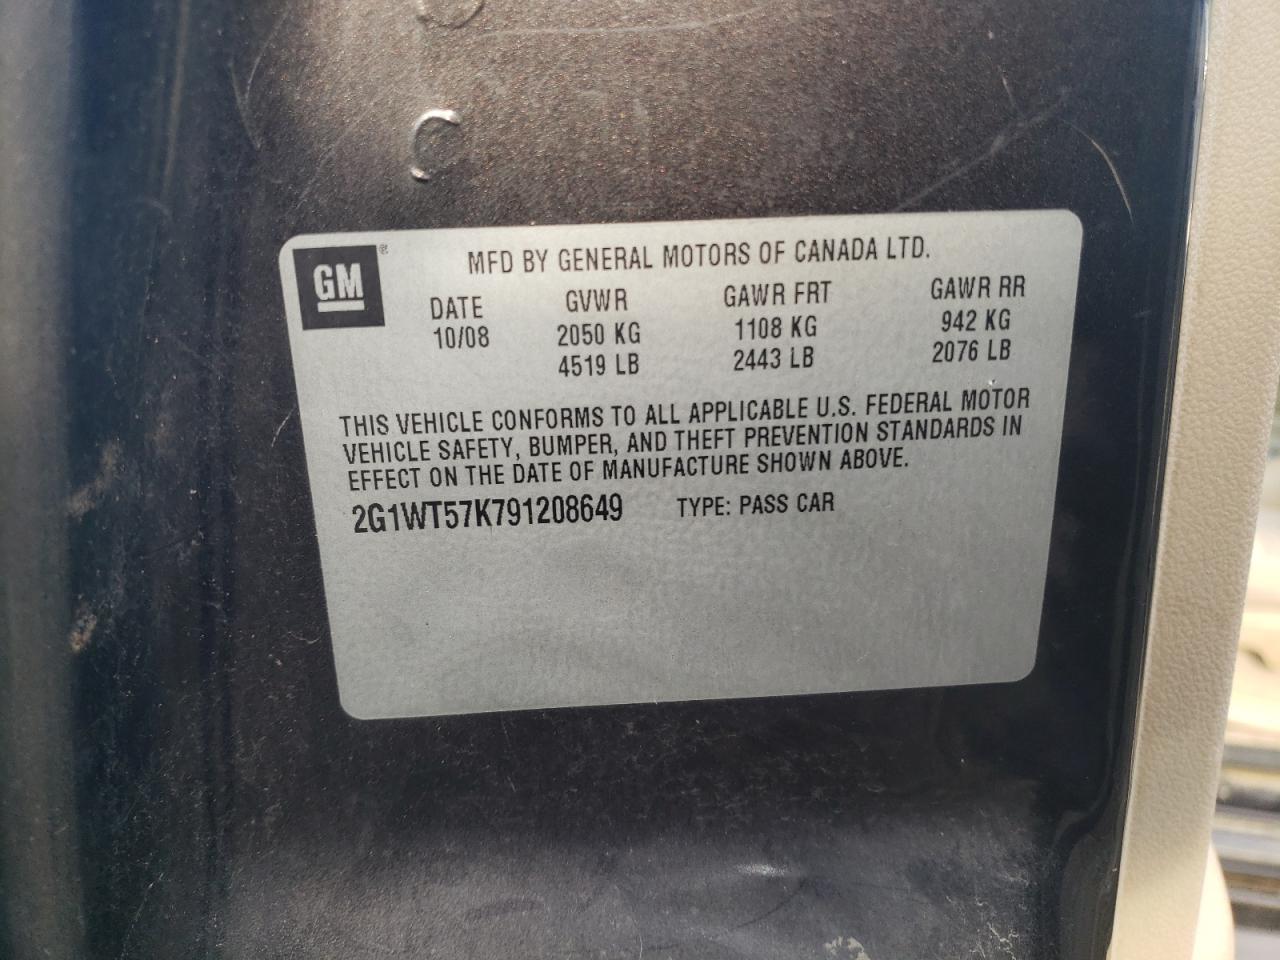 C
GM®
MFD BY GENERAL MOTORS OF CANADA LTD.
DATE GVWR GAWR FRT GAWR RR
10/08 2050 KG 1108 KG 942 KG
4519 LB 2443 LB 2076 LB
THIS VEHICLE CONFORMS TO ALL APPLICABLE U.S. FEDERAL MOTOR
VEHICLE SAFETY, BUMPER, AND THEFT PREVENTION STANDARDS IN
EFFECT ON THE DATE OF MANUFACTURE SHOWN ABOVE.
2G1WT57K791208649 TYPE: PASS CAR